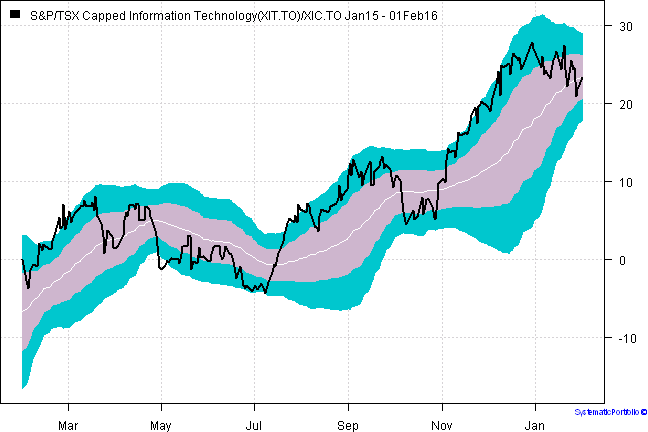 S&P/TSX Capped Information Technology(XIT.TO)/XIC.TO Jan15 - 01Feb16
30
20
10
0
-10
Mar May Jul Sep Nov Jan
SystematicPortfolio ©